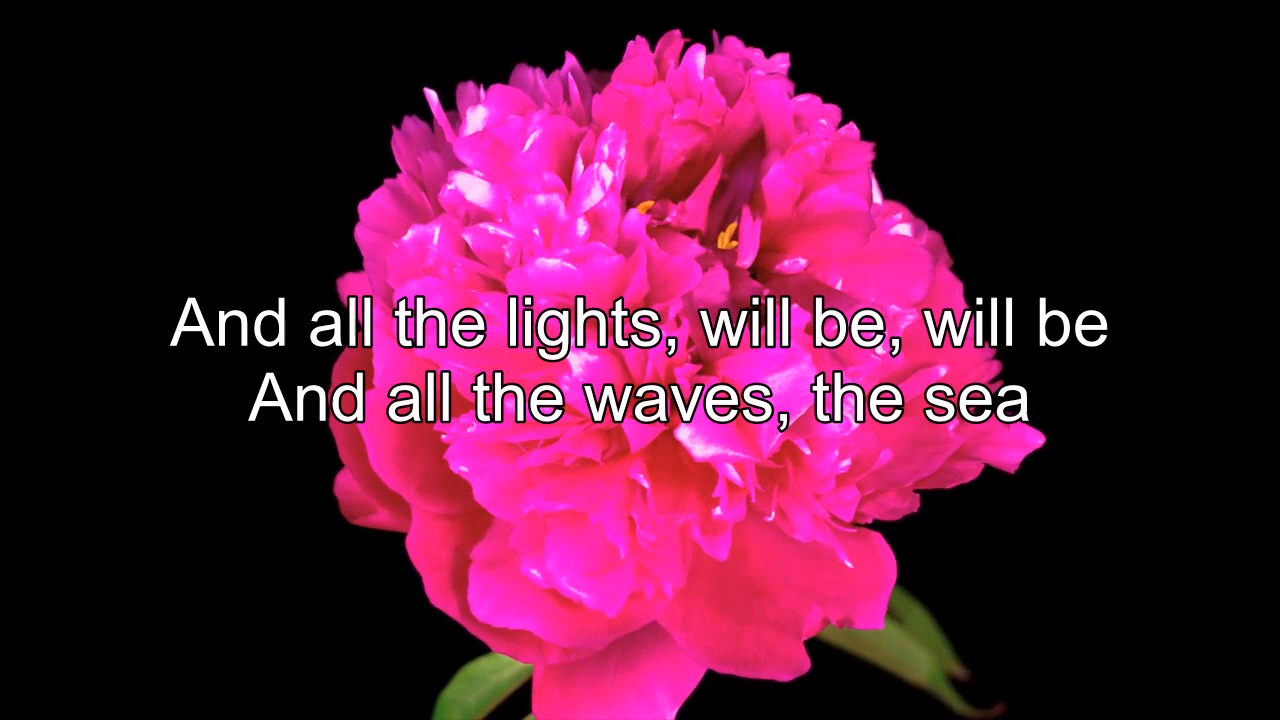 And all the lights, will be, will be
And all the waves, the sea